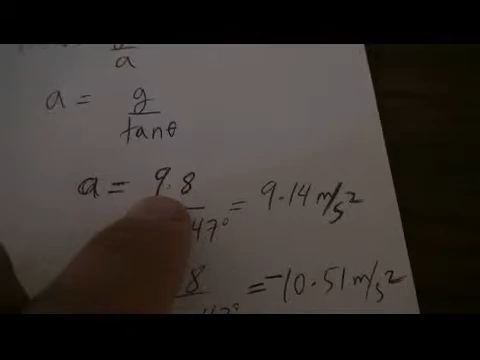 a
a = g
tanθ
a = 9.8 = 9.14 m/s²
47°
8 = -10.51 m/s²